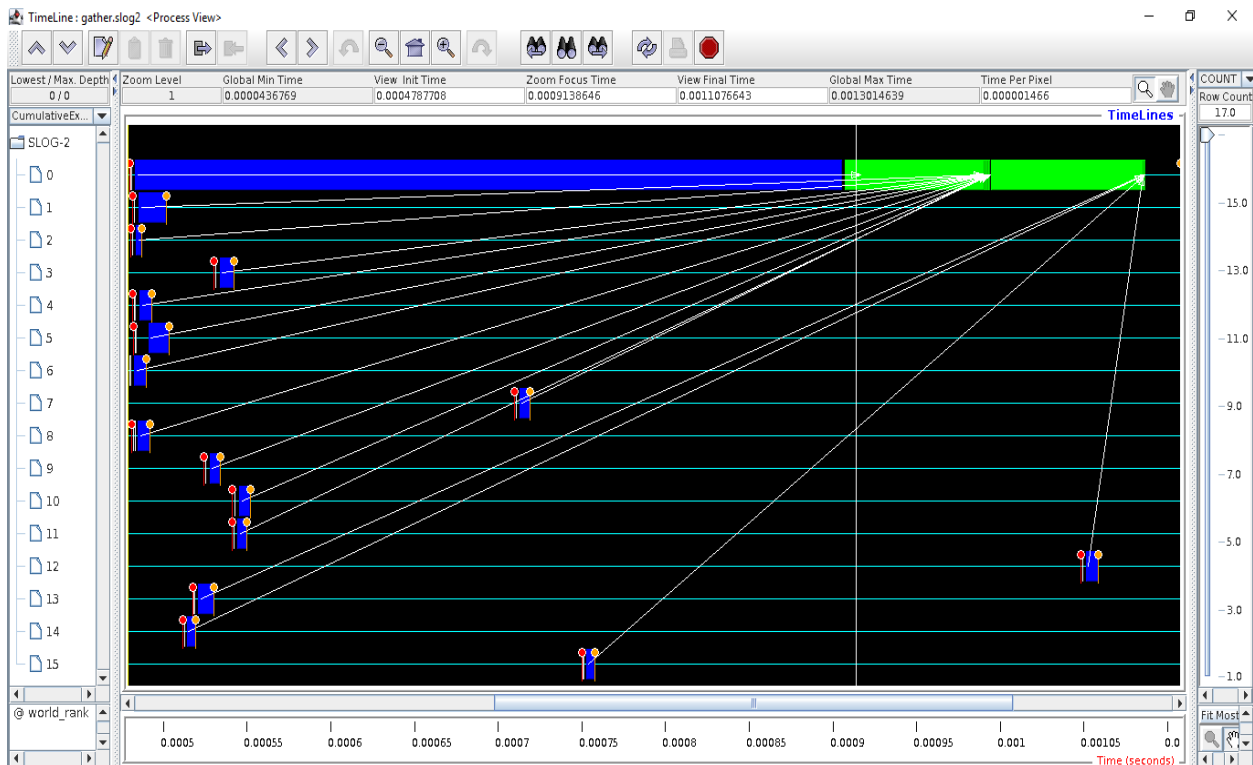 TimeLine : gather.slog2 <Process View>
Lowest / Max. Depth
0 / 0
Zoom Level
1
Global Min Time
0.0000436769
View Init Time
0.0004787708
Zoom Focus Time
0.0009138646
View Final Time
0.0011076643
Global Max Time
0.0013014639
Time Per Pixel
0.000001466
COUNT
Row Count
17.0
CumulativeEx...
TimeLines
SLOG-2
0
1
2
3
4
5
6
7
8
9
10
11
12
13
14
15
15.0
13.0
11.0
9.0
7.0
5.0
3.0
1.0
@ world_rank
Fit Most
0.0005
0.00055
0.0006
0.00065
0.0007
0.00075
0.0008
0.00085
0.0009
0.00095
0.001
0.00105
0.0
Time (seconds)